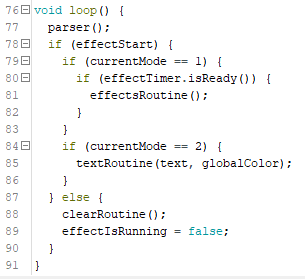 76 void loop() {
77   parser();
78   if (effectStart) {
79     if (currentMode == 1) {
80       if (effectTimer.isReady()) {
81         effectsRoutine();
82       }
83     }
84     if (currentMode == 2) {
85       textRoutine(text, globalColor);
86     }
87   } else {
88     clearRoutine();
89     effectIsRunning = false;
90   }
91 }